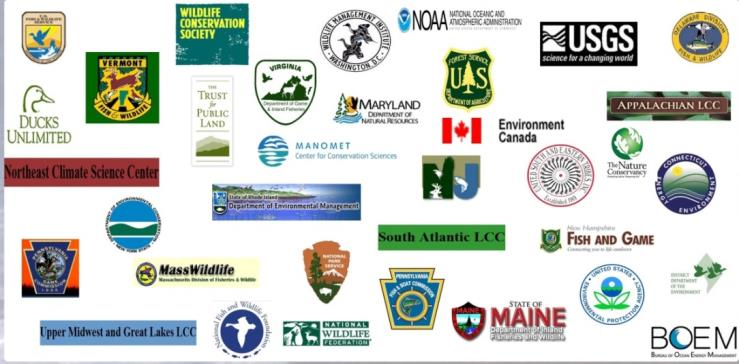 U.S.
FISH & WILDLIFE
SERVICE
WILDLIFE
CONSERVATION
SOCIETY
WILDLIFE MANAGEMENT INSTITUTE
WASHINGTON, D.C.
NOAA
NATIONAL OCEANIC AND
ATMOSPHERIC ADMINISTRATION
USGS
science for a changing world
DELAWARE DIVISION
FISH & WILDLIFE
DUCKS
UNLIMITED
VERMONT
FISH & WILDLIFE
THE
TRUST
for
PUBLIC
LAND
VIRGINIA
Department of Game
& Inland Fisheries
MARYLAND
DEPARTMENT OF
NATURAL RESOURCES
FOREST SERVICE
U S
DEPARTMENT OF AGRICULTURE
APPALACHIAN LCC
Environment
Canada
MANOMET
Center for Conservation Sciences
The Nature
Conservancy
CONNECTICUT
ENERGY ENVIRONMENT
UNITED SOUTH AND EASTERN TRIBES, INC.
Established 1969
NJ
Northeast Climate Science Center
State of Rhode Island
Department of Environmental Management
NEW YORK STATE
South Atlantic LCC
New Hampshire
FISH AND GAME
Connecting you to life outdoors
PENNSYLVANIA
GAME
COMMISSION
MassWildlife
Massachusetts Division of Fisheries & Wildlife
NATIONAL
PARK
SERVICE
PENNSYLVANIA
FISH & BOAT COMMISSION
UNITED STATES
ENVIRONMENTAL PROTECTION AGENCY
DISTRICT
DEPARTMENT
OF THE
ENVIRONMENT
Upper Midwest and Great Lakes LCC
National Fish and Wildlife Foundation
NATIONAL
WILDLIFE
FEDERATION
STATE OF
MAINE
Department of Inland
Fisheries and Wildlife
BOEM
BUREAU OF OCEAN ENERGY MANAGEMENT